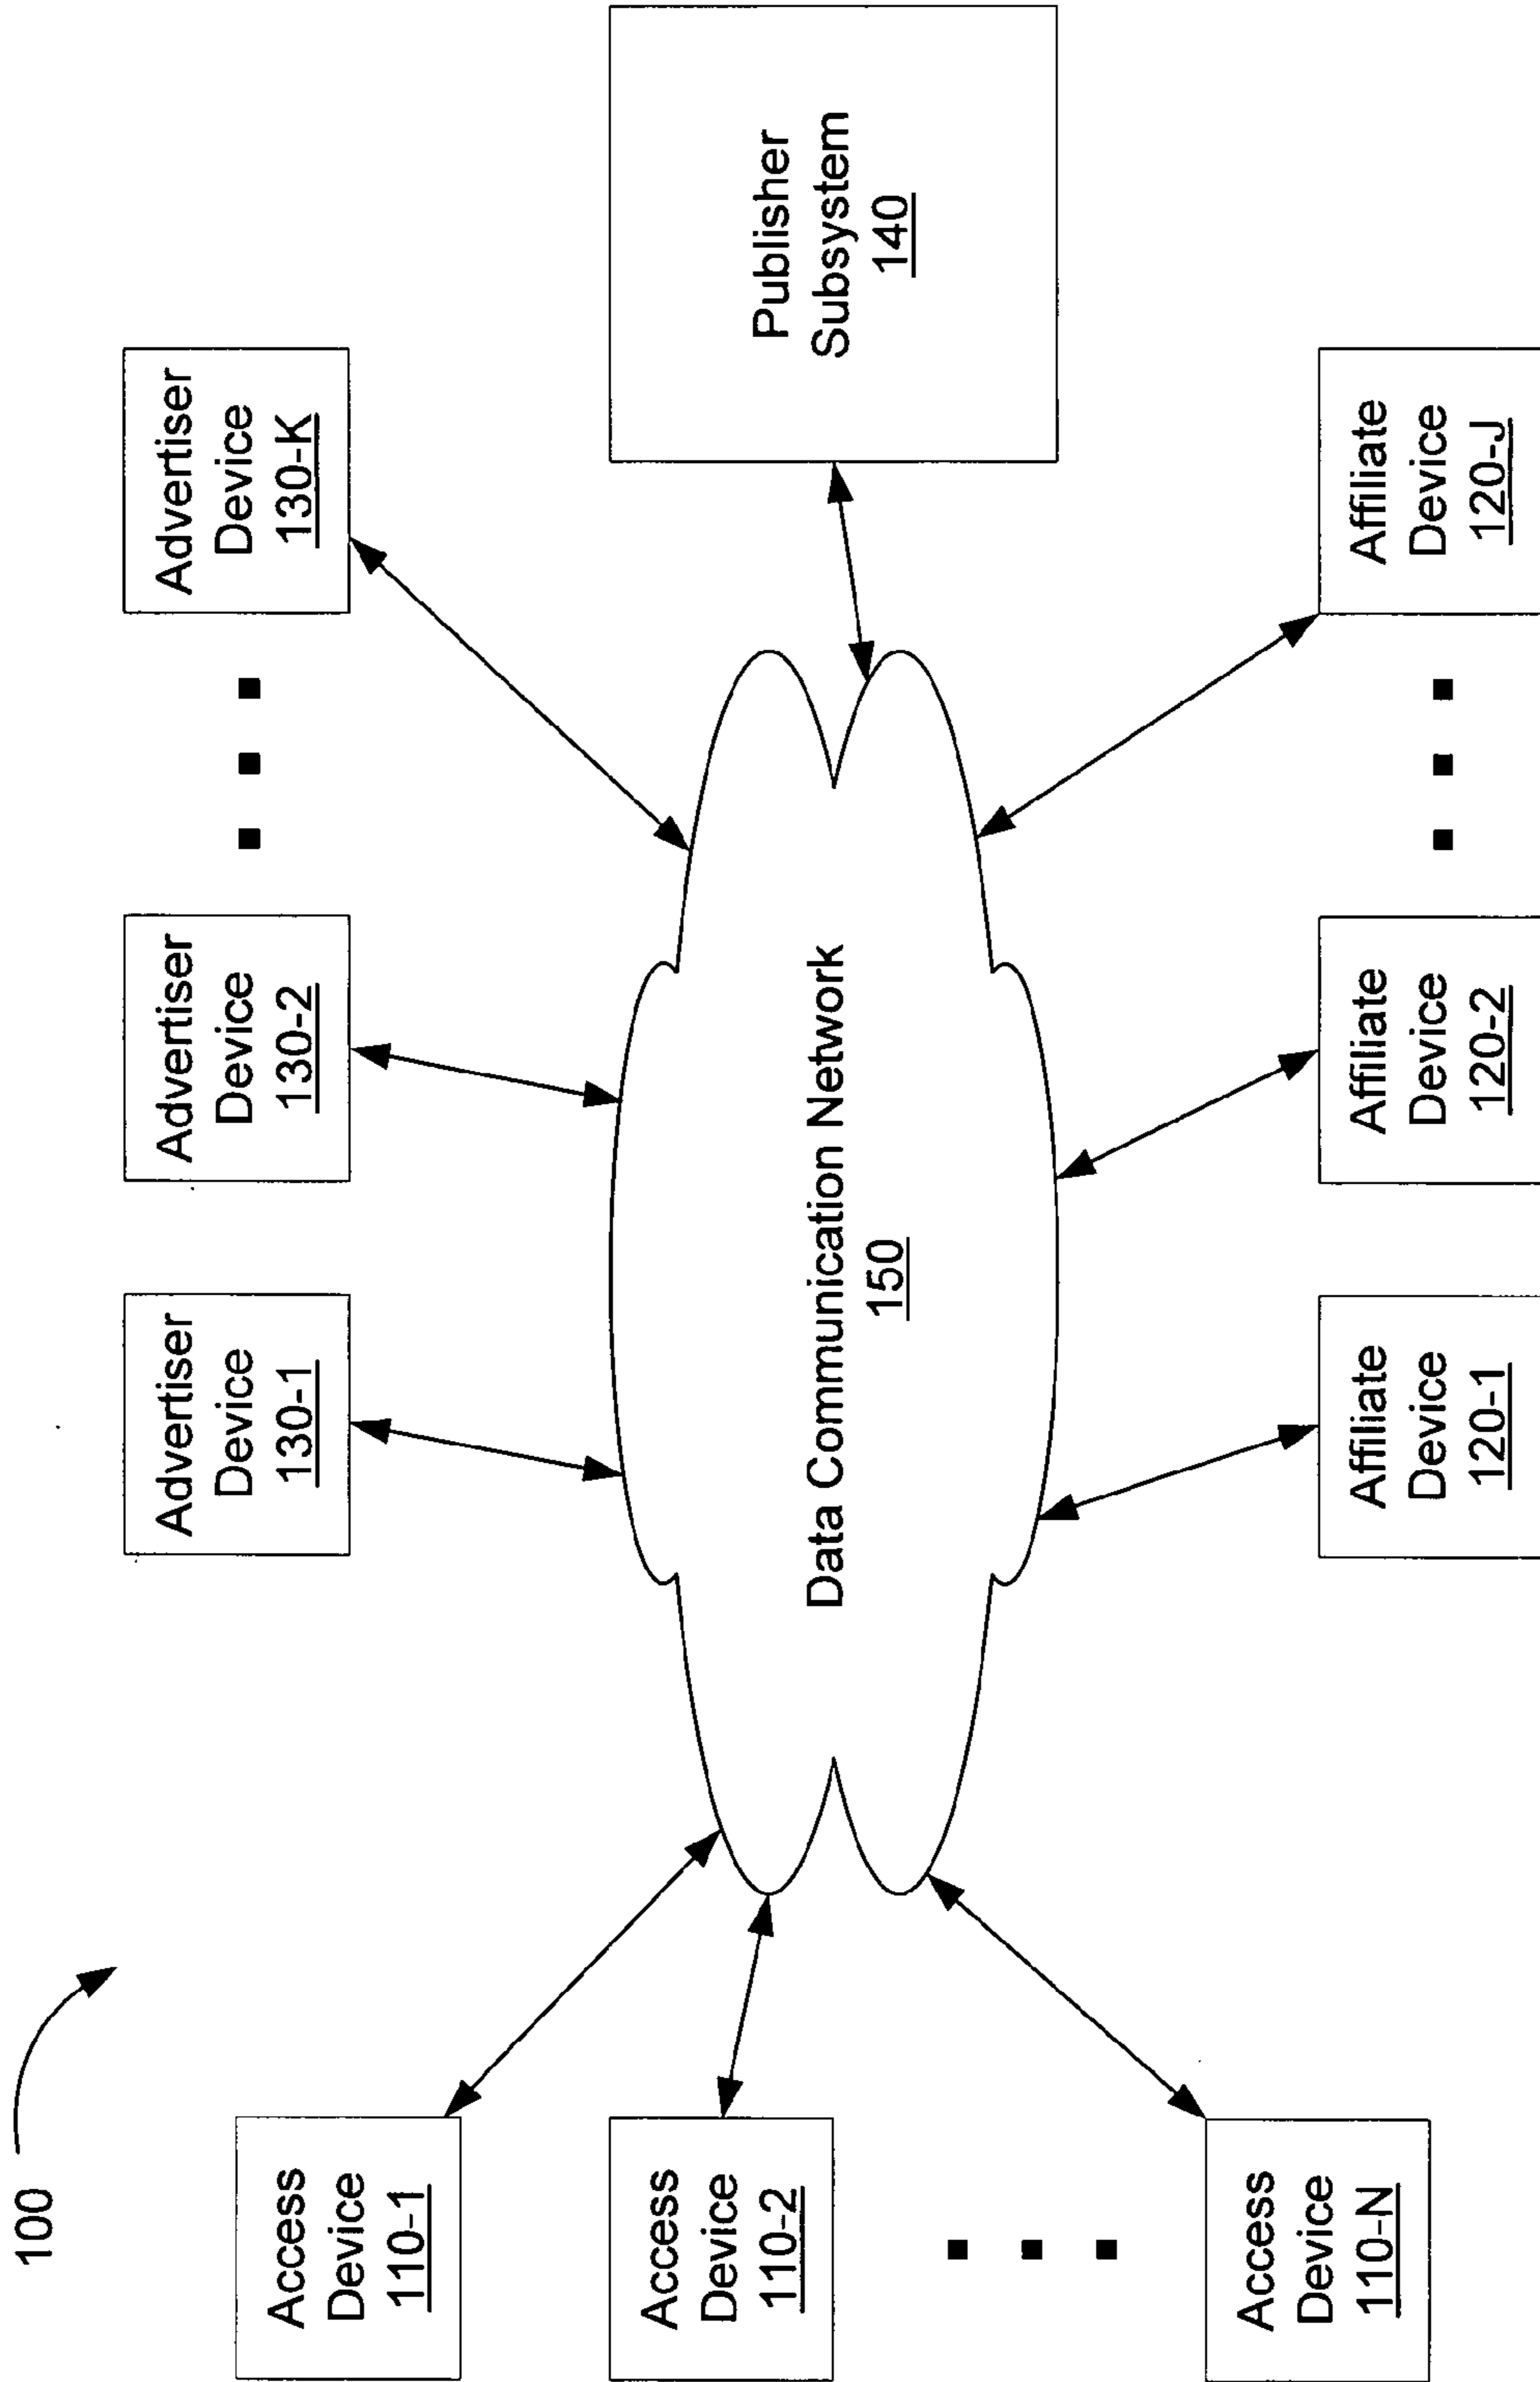 100
Advertiser
Device
130-1
Advertiser
Device
130-2
Advertiser
Device
130-K
Access
Device
110-1
Access
Device
110-2
Access
Device
110-N
Data Communication Network
150
Publisher
Subsystem
140
Affiliate
Device
120-1
Affiliate
Device
120-2
Affiliate
Device
120-J